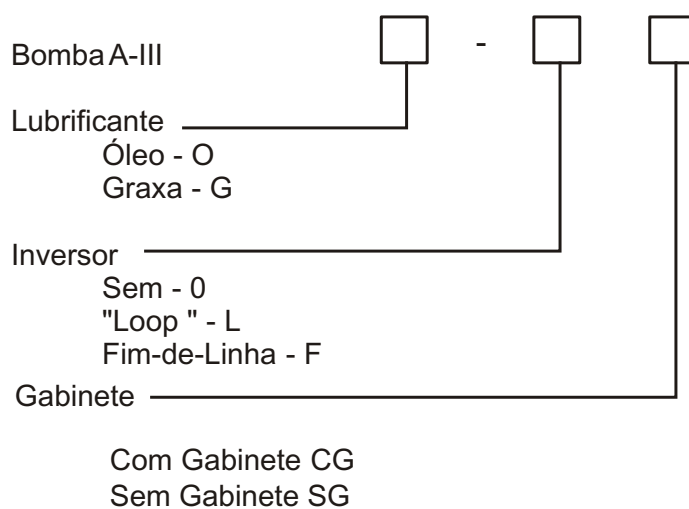 Bomba A-III -
Lubrificante
Óleo - O
Graxa - G
Inversor
Sem - 0
"Loop " - L
Fim-de-Linha - F
Gabinete
Com Gabinete CG
Sem Gabinete SG